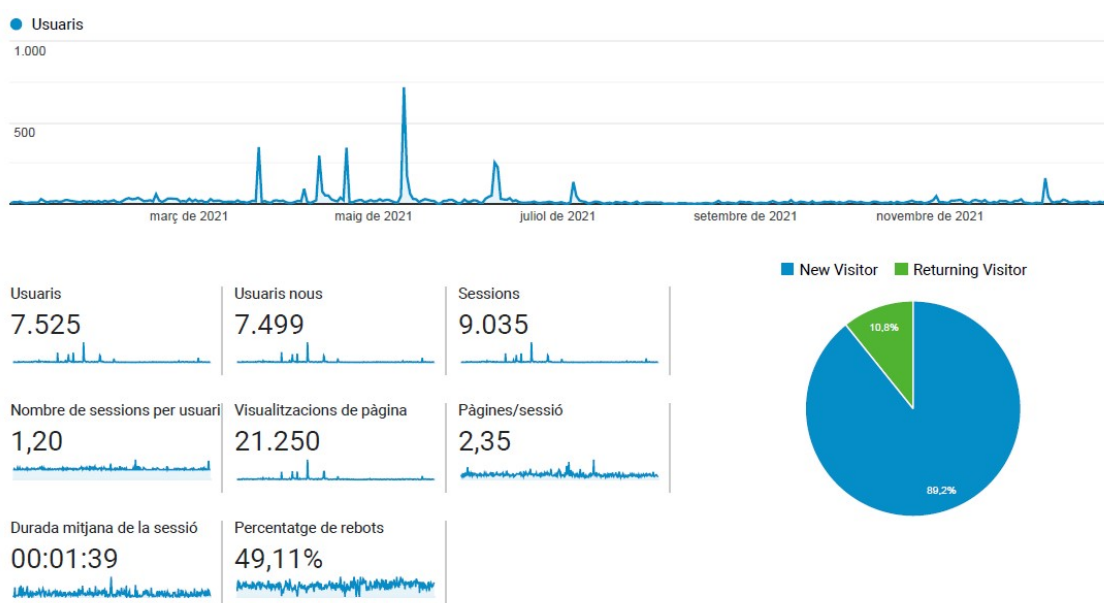 Usuaris
1.000
500
març de 2021 maig de 2021 juliol de 2021 setembre de 2021 novembre de 2021
New Visitor Returning Visitor
Usuaris
7.525
Usuaris nous
7.499
Sessions
9.035
Nombre de sessions per usuari
1,20
Visualitzacions de pàgina
21.250
Pàgines/sessió
2,35
Durada mitjana de la sessió
00:01:39
Percentatge de rebots
49,11%
10,8%
89,2%